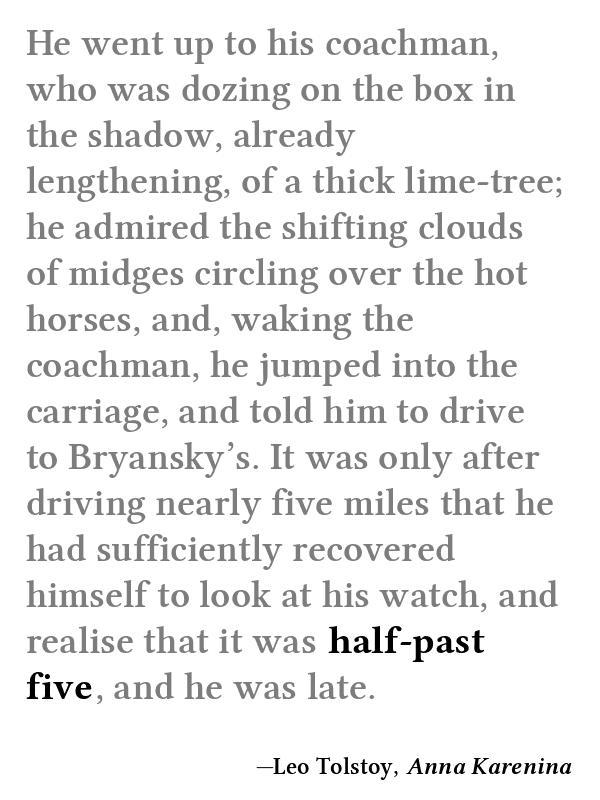 He went up to his coachman,
who was dozing on the box in
the shadow, already
lengthening, of a thick lime-tree;
he admired the shifting clouds
of midges circling over the hot
horses, and, waking the
coachman, he jumped into the
carriage, and told him to drive
to Bryansky’s. It was only after
driving nearly five miles that he
had sufficiently recovered
himself to look at his watch, and
realise that it was half-past
five, and he was late.
—Leo Tolstoy, Anna Karenina